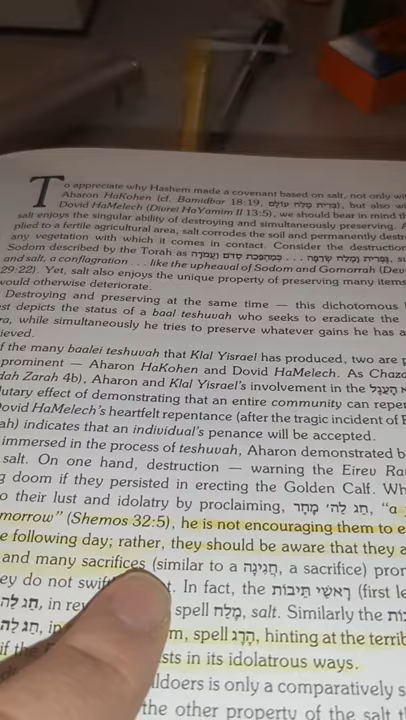 To appreciate why Hashem made a covenant based on salt, not only wi
Aharon HaKohen (cf. Bamidbar 18:19, בְּרִית מֶלַח עוֹלָם), but also wi
Dovid HaMelech (Divrei HaYamim II 13:5), we should bear in mind th
salt enjoys the singular ability of destroying and simultaneously preserving. A
plied to a fertile agricultural area, salt corrodes the soil and permanently destr
any vegetation with which it comes in contact. Consider the destruction
Sodom described by the Torah as גָּפְרִית וָמֶלַח שְׂרֵפָה . . . כְּמַהְפֵּכַת סְדֹם וַעֲמֹרָה, su
and salt, a conflagration . . . like the upheaval of Sodom and Gomorrah (Dev
29:22). Yet, salt also enjoys the unique property of preserving many items
would otherwise deteriorate.
Destroying and preserving at the same time — this dichotomous
st depicts the status of a baal teshuvah who seeks to eradicate the
ra, while simultaneously he tries to preserve whatever gains he has a
ieved.
f the many baalei teshuvah that Klal Yisrael has produced, two are p
prominent — Aharon HaKohen and Dovid HaMelech. As Chaza
dah Zarah 4b), Aharon and Klal Yisrael's involvement in the א הָעֵגֶל
lutary effect of demonstrating that an entire community can repen
Dovid HaMelech's heartfelt repentance (after the tragic incident of B
ah) indicates that an individual's penance will be accepted.
immersed in the process of teshuvah, Aharon demonstrated b
salt. On one hand, destruction — warning the Eirev Ra
g doom if they persisted in erecting the Golden Calf. Wh
o their lust and idolatry by proclaiming, חַג לַה' מָחָר, "a
morrow" (Shemos 32:5), he is not encouraging them to e
e following day; rather, they should be aware that they a
and many sacrifices (similar to a חֲגִיגָה, a sacrifice) pror
ey do not swif t. In fact, the רָאשֵׁי תֵּיבוֹת (first le
חַג לַה, in rev spell מֶלַח, salt. Similarly the
חַג לַה, in m, spell הֶרֶג, hinting at the terrib
if the sts in its idolatrous ways.
ldoers is only a comparatively s
the other property of the salt